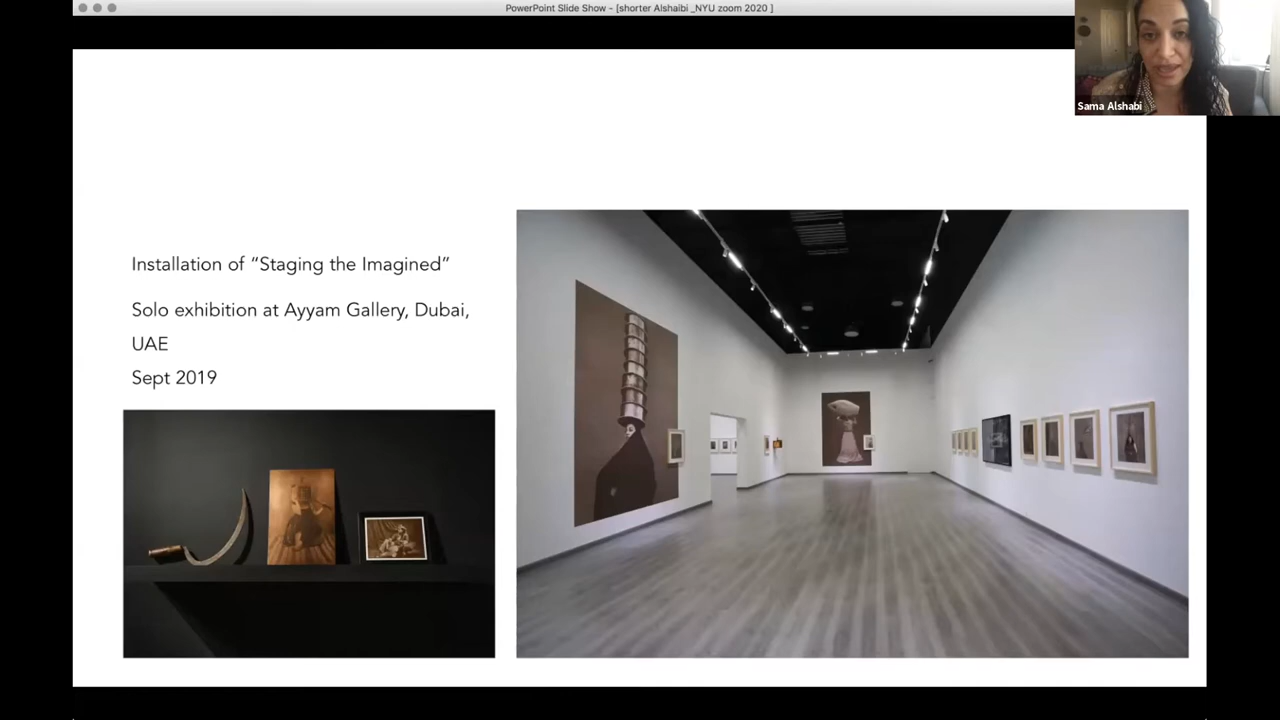 PowerPoint Slide Show - [shorter Alshaibi _NYU zoom 2020 ]
Sama Alshabi
Installation of “Staging the Imagined”
Solo exhibition at Ayyam Gallery, Dubai,
UAE
Sept 2019